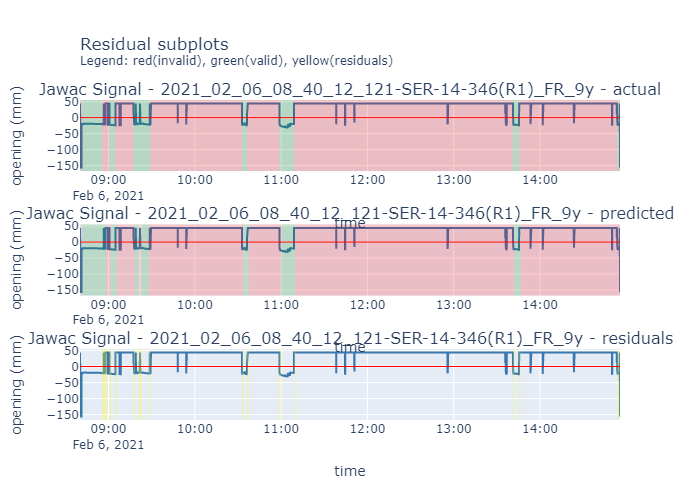 Residual subplots
Legend: red(invalid), green(valid), yellow(residuals)
Jawac Signal - 2021_02_06_08_40_12_121-SER-14-346(R1)_FR_9y - actual
opening (mm)
50
0
−50
−100
−150
09:00 10:00 11:00 12:00 13:00 14:00
Feb 6, 2021
time
Jawac Signal - 2021_02_06_08_40_12_121-SER-14-346(R1)_FR_9y - predicted
opening (mm)
50
0
−50
−100
−150
09:00 10:00 11:00 12:00 13:00 14:00
Feb 6, 2021
time
Jawac Signal - 2021_02_06_08_40_12_121-SER-14-346(R1)_FR_9y - residuals
opening (mm)
50
0
−50
−100
−150
09:00 10:00 11:00 12:00 13:00 14:00
Feb 6, 2021
time